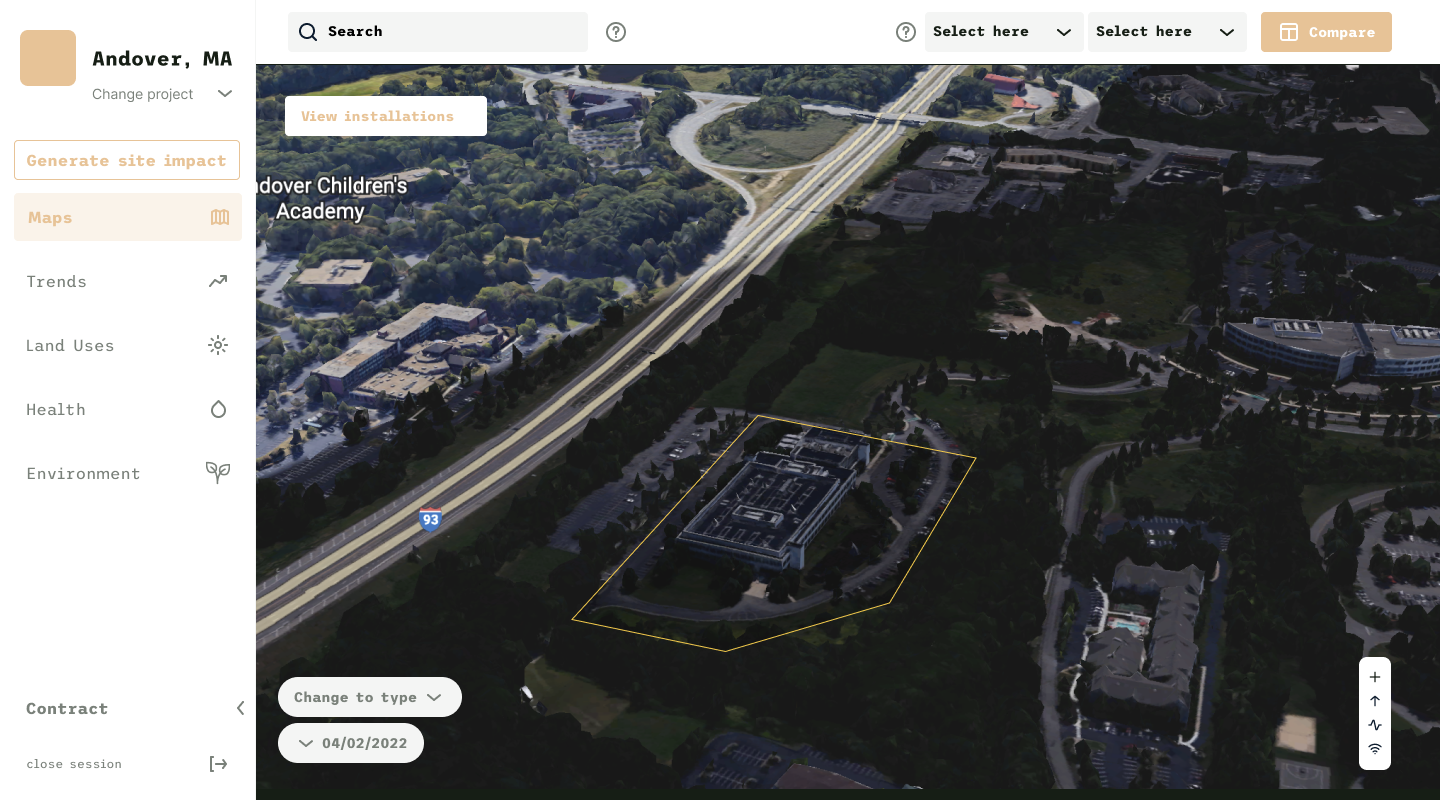 Andover, MA
Change project
Generate site impact
Maps
Trends
Land Uses
Health
Environment
Contract
close session
Search
Select here
Select here
Compare
View installations
ndover Children's
Academy
93
Change to type
04/02/2022